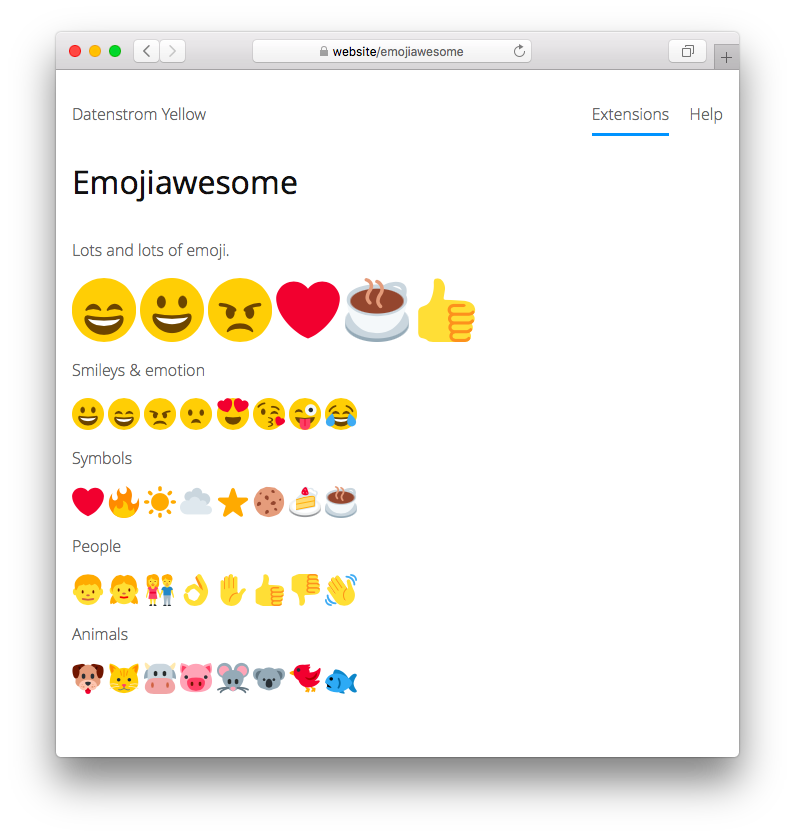 website/emojiawesome
Datenstrom Yellow
Extensions
Help
Emojiawesome
Lots and lots of emoji.
Smileys & emotion
Symbols
People
Animals